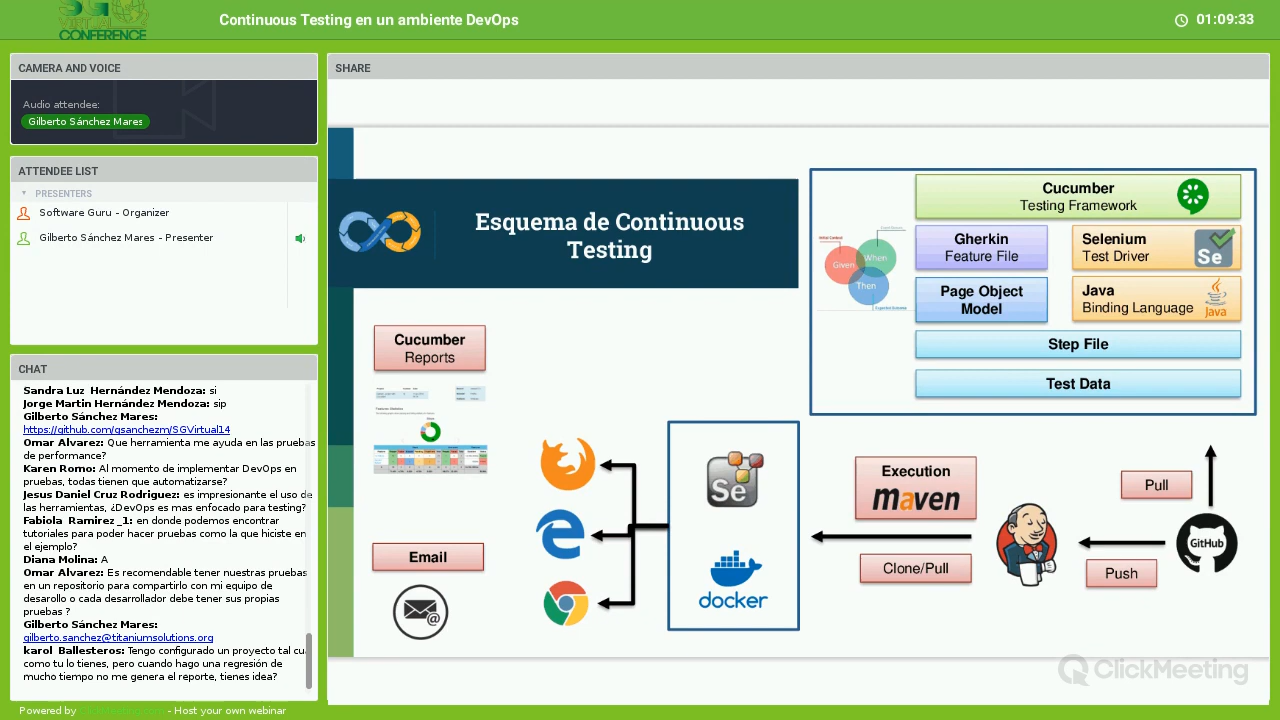 SG
VIRTUAL
CONFERENCE
Continuous Testing en un ambiente DevOps
01:09:33
CAMERA AND VOICE
Audio attendee:
Gilberto Sánchez Mares
ATTENDEE LIST
PRESENTERS
Software Guru - Organizer
Gilberto Sánchez Mares - Presenter
CHAT
Sandra Luz Hernández Mendoza: si
Jorge Martin Hernández Mendoza: sip
Gilberto Sánchez Mares:
https://github.com/gsanchezm/SGVirtual14
Omar Alvarez: Que herramienta me ayuda en las pruebas
de performance?
Karen Romo: Al momento de implementar DevOps en
pruebas, todas tienen que automatizarse?
Jesus Daniel Cruz Rodriguez: es impresionante el uso de
las herramientas, ¿DevOps es mas enfocado para testing?
Fabiola Ramirez_1: en donde podemos encontrar
tutoriales para poder hacer pruebas como la que hiciste en
el ejemplo?
Diana Molina: A
Omar Alvarez: Es recomendable tener nuestras pruebas
en un repositorio para compartirlo con mi equipo de
desarollo o cada desarrollador debe tener sus propias
pruebas ?
Gilberto Sánchez Mares:
gilberto.sanchez@titaniumsolutions.org
karol Ballesteros: Tengo configurado un proyecto tal cu
como tu lo tienes, pero cuando hago una regresión de
mucho tiempo no me genera el reporte, tienes idea?
Powered by
- Host your own webinar
SHARE
Esquema de Continuous
Testing
Cucumber
Testing Framework
Given
When
Then
Gherkin
Feature File
Selenium
Test Driver
Se
Page Object
Model
Java
Binding Language
Java
Step File
Test Data
Cucumber
Reports
Email
@
Se
docker
Execution
maven
Clone/Pull
Pull
GitHub
Push
ClickMeeting